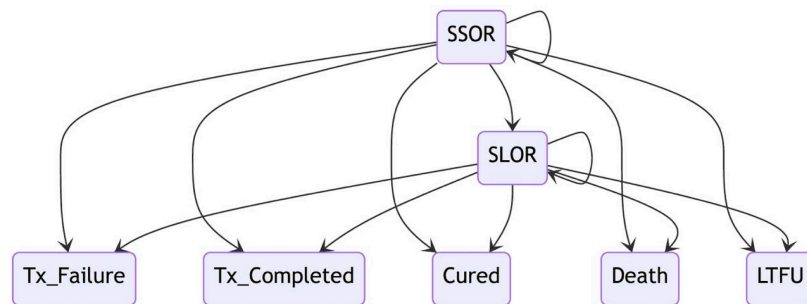 SSOR
SLOR
Tx_Failure
Tx_Completed
Cured
Death
LTFU